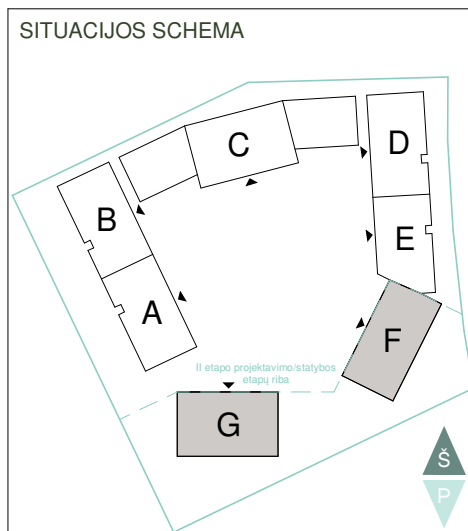 SITUACIJOS SCHEMA
C
D
B
E
A
F
II etapo projektavimo/statybos
etapų riba
G
Š
P